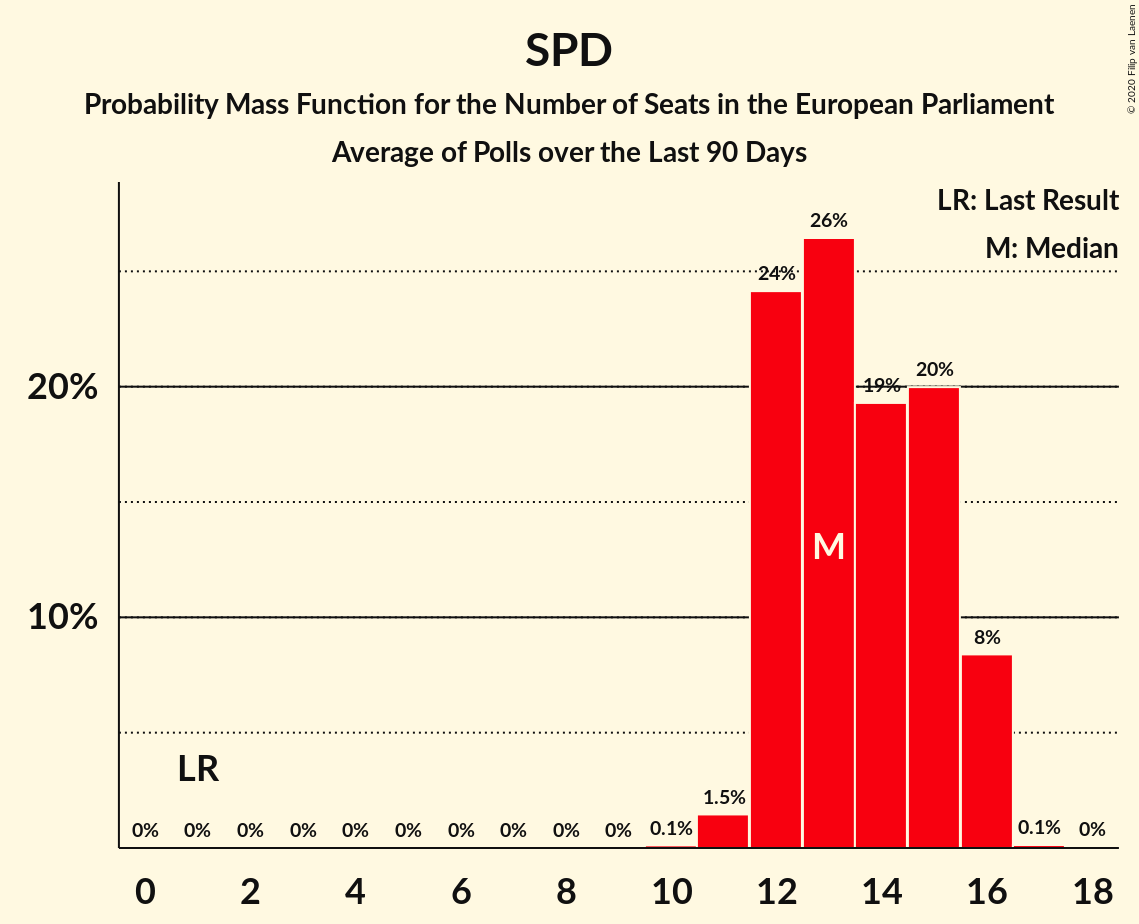 SPD
Probability Mass Function for the Number of Seats in the European Parliament
Average of Polls over the Last 90 Days
© 2020 Filip van Laenen
LR: Last Result
M: Median
26%
24%
20%
20%
19%
M
10%
8%
LR
1.5%
0% 0% 0% 0% 0% 0% 0% 0% 0% 0% 0.1% 0.1% 0%
0 2 4 6 8 10 12 14 16 18